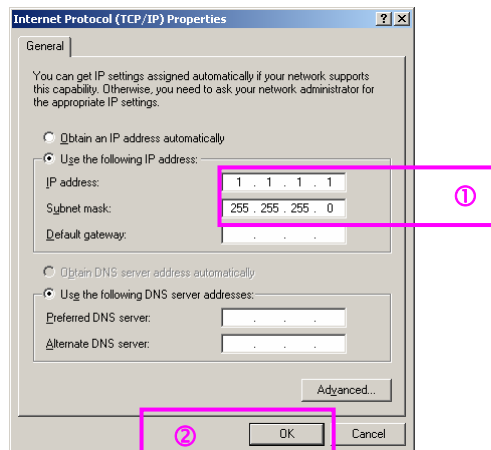 Internet Protocol (TCP/IP) Properties ? ×
General
You can get IP settings assigned automatically if your network supports
this capability. Otherwise, you need to ask your network administrator for
the appropriate IP settings.
Obtain an IP address automatically
Use the following IP address:
IP address: 1 . 1 . 1 . 1
①
Subnet mask: 255 . 255 . 255 . 0
Default gateway: . . .
Obtain DNS server address automatically
Use the following DNS server addresses:
Preferred DNS server: . . .
Alternate DNS server: . . .
Advanced...
② OK Cancel